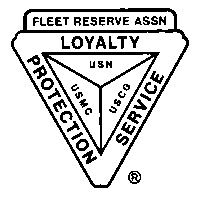 FLEET RESERVE ASSN
LOYALTY
USN
USMC
USCG
PROTECTION
SERVICE
®